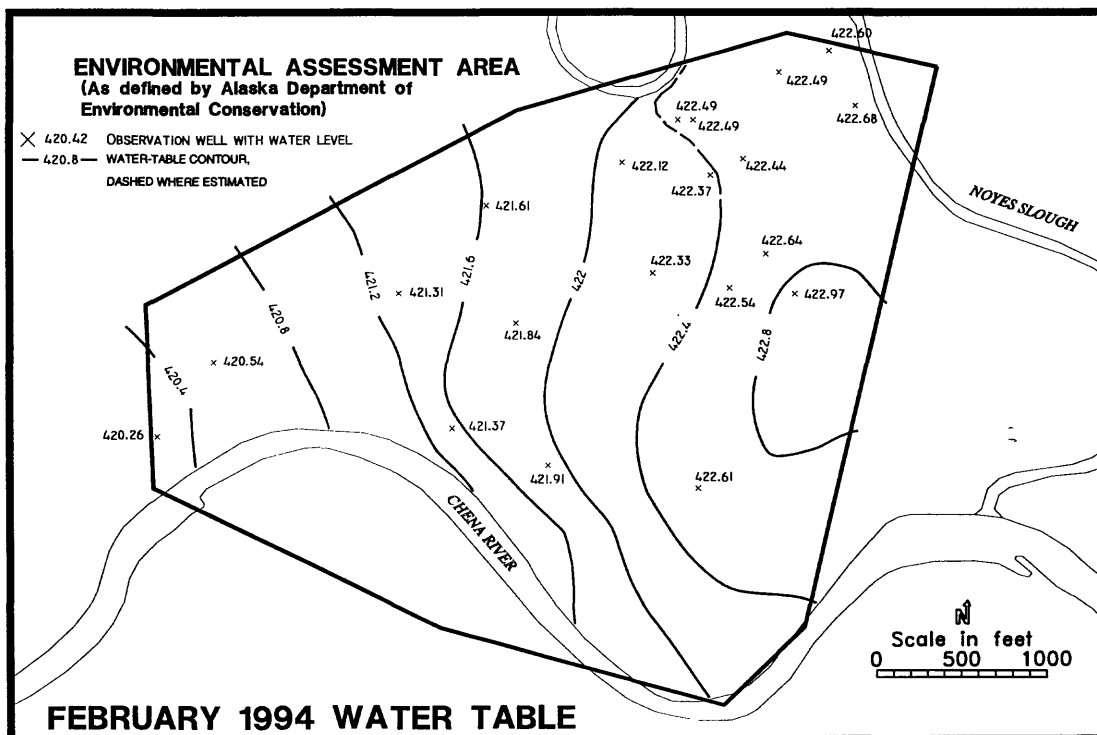 ENVIRONMENTAL ASSESSMENT AREA
(As defined by Alaska Department of
Environmental Conservation)
× 420.42 OBSERVATION WELL WITH WATER LEVEL
— 420.8 — WATER-TABLE CONTOUR,
DASHED WHERE ESTIMATED
422.60
422.49
422.68
422.49
422.49
422.12
422.44
422.37
NOYES SLOUGH
421.61
422.64
422.33
422.54
422.97
421.31
421.84
421.6
422
421.2
420.8
422.4
422.8
420.54
420.4
420.26
421.37
421.91
422.61
CHENA RIVER
N
Scale in feet
0 500 1000
FEBRUARY 1994 WATER TABLE